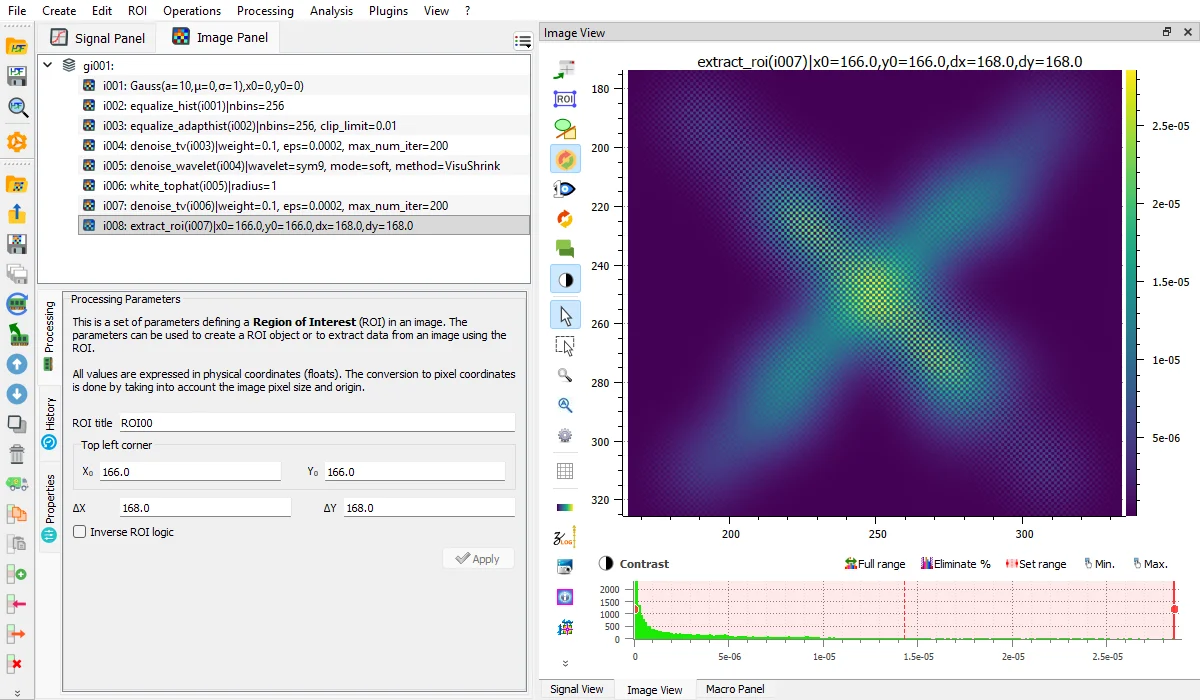 File Create Edit ROI Operations Processing Analysis Plugins View ?
Signal Panel Image Panel
gi001:
i001: Gauss(a=10,μ=0,σ=1),x0=0,y0=0)
i002: equalize_hist(i001)|nbins=256
i003: equalize_adapthist(i002)|nbins=256, clip_limit=0.01
i004: denoise_tv(i003)|weight=0.1, eps=0.0002, max_num_iter=200
i005: denoise_wavelet(i004)|wavelet=sym9, mode=soft, method=VisuShrink
i006: white_tophat(i005)|radius=1
i007: denoise_tv(i006)|weight=0.1, eps=0.0002, max_num_iter=200
i008: extract_roi(i007)|x0=166.0,y0=166.0,dx=168.0,dy=168.0
Processing
History
Properties
Processing Parameters
This is a set of parameters defining a Region of Interest (ROI) in an image. The
parameters can be used to create a ROI object or to extract data from an image using the
ROI.
All values are expressed in physical coordinates (floats). The conversion to pixel coordinates
is done by taking into account the image pixel size and origin.
ROI title ROI00
Top left corner
X₀ 166.0 Y₀ 166.0
ΔX 168.0 ΔY 168.0
Inverse ROI logic
Apply
Image View
ROI
extract_roi(i007)|x0=166.0,y0=166.0,dx=168.0,dy=168.0
180
200
220
240
260
280
300
320
200 250 300
2.5e-05
2e-05
1.5e-05
1e-05
5e-06
Contrast Full range Eliminate % Set range Min. Max.
2000
1500
1000
500
0
0 5e-06 1e-05 1.5e-05 2e-05 2.5e-05
Signal View Image View Macro Panel